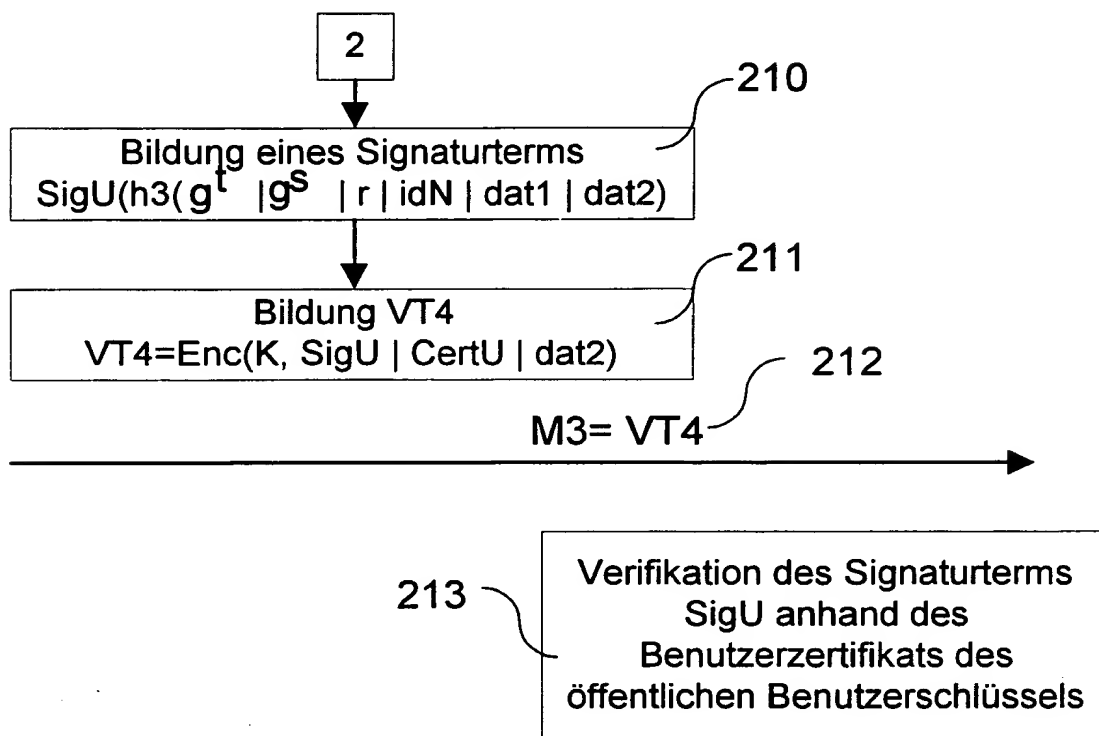 2
210
Bildung eines Signaturterms
SigU(h3( g^t |g^s | r | idN | dat1 | dat2)
211
Bildung VT4
VT4=Enc(K, SigU | CertU | dat2)
212
M3= VT4
213
Verifikation des Signaturterms
SigU anhand des
Benutzerzertifikats des
öffentlichen Benutzerschlüssels